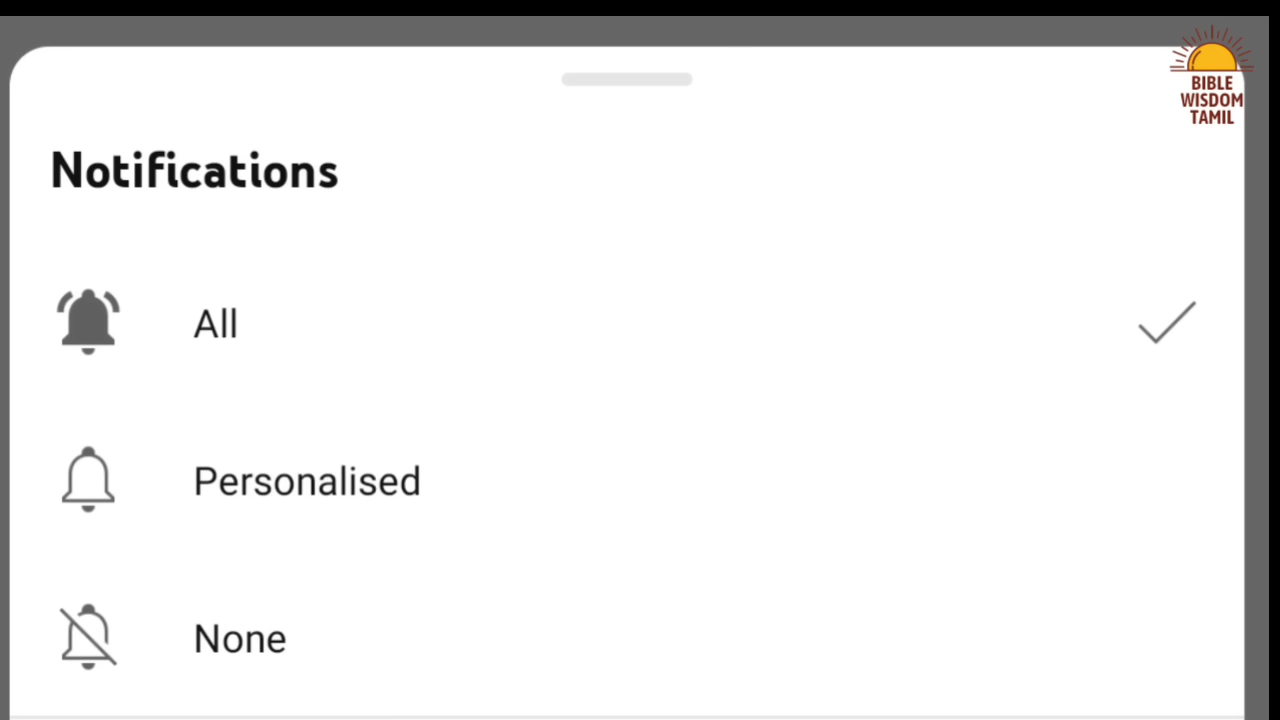 BIBLE
WISDOM
TAMIL
Notifications
All
Personalised
None